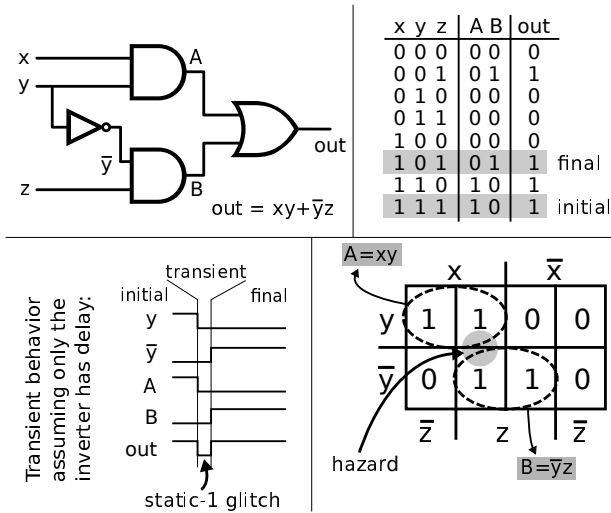 x
y
y̅
z
A
B
out
out = xy+y̅z
x y z A B out
0 0 0 0 0 0
0 0 1 0 1 1
0 1 0 0 0 0
0 1 1 0 0 0
1 0 0 0 0 0
1 0 1 0 1 1 final
1 1 0 1 0 1
1 1 1 1 0 1 initial
Transient behavior
assuming only the
inverter has delay:
transient
initial final
y
y̅
A
B
out
static-1 glitch
A=xy
x x̅
y 1 1 0 0
y̅ 0 1 1 0
z̅ z z̅
hazard
B=y̅z